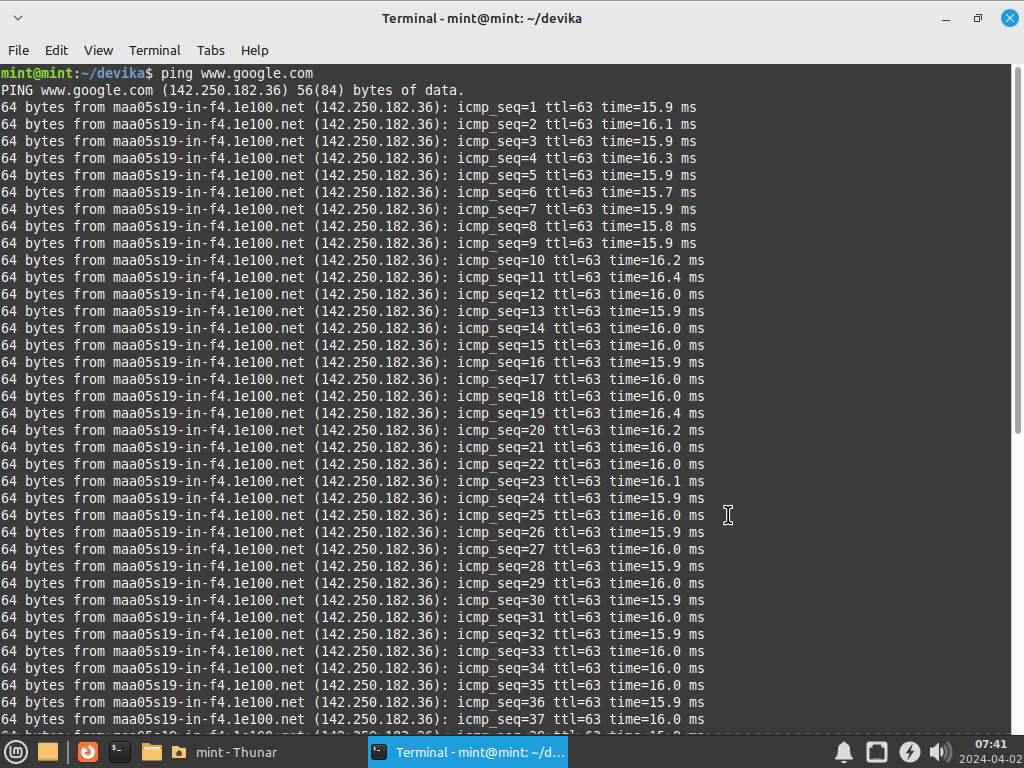 Terminal - mint@mint: ~/devika
File Edit View Terminal Tabs Help
mint@mint:~/devika$ ping www.google.com
PING www.google.com (142.250.182.36) 56(84) bytes of data.
64 bytes from maa05s19-in-f4.1e100.net (142.250.182.36): icmp_seq=1 ttl=63 time=15.9 ms
64 bytes from maa05s19-in-f4.1e100.net (142.250.182.36): icmp_seq=2 ttl=63 time=16.1 ms
64 bytes from maa05s19-in-f4.1e100.net (142.250.182.36): icmp_seq=3 ttl=63 time=15.9 ms
64 bytes from maa05s19-in-f4.1e100.net (142.250.182.36): icmp_seq=4 ttl=63 time=16.3 ms
64 bytes from maa05s19-in-f4.1e100.net (142.250.182.36): icmp_seq=5 ttl=63 time=15.9 ms
64 bytes from maa05s19-in-f4.1e100.net (142.250.182.36): icmp_seq=6 ttl=63 time=15.7 ms
64 bytes from maa05s19-in-f4.1e100.net (142.250.182.36): icmp_seq=7 ttl=63 time=15.9 ms
64 bytes from maa05s19-in-f4.1e100.net (142.250.182.36): icmp_seq=8 ttl=63 time=15.8 ms
64 bytes from maa05s19-in-f4.1e100.net (142.250.182.36): icmp_seq=9 ttl=63 time=15.9 ms
64 bytes from maa05s19-in-f4.1e100.net (142.250.182.36): icmp_seq=10 ttl=63 time=16.2 ms
64 bytes from maa05s19-in-f4.1e100.net (142.250.182.36): icmp_seq=11 ttl=63 time=16.4 ms
64 bytes from maa05s19-in-f4.1e100.net (142.250.182.36): icmp_seq=12 ttl=63 time=16.0 ms
64 bytes from maa05s19-in-f4.1e100.net (142.250.182.36): icmp_seq=13 ttl=63 time=15.9 ms
64 bytes from maa05s19-in-f4.1e100.net (142.250.182.36): icmp_seq=14 ttl=63 time=16.0 ms
64 bytes from maa05s19-in-f4.1e100.net (142.250.182.36): icmp_seq=15 ttl=63 time=16.0 ms
64 bytes from maa05s19-in-f4.1e100.net (142.250.182.36): icmp_seq=16 ttl=63 time=15.9 ms
64 bytes from maa05s19-in-f4.1e100.net (142.250.182.36): icmp_seq=17 ttl=63 time=16.0 ms
64 bytes from maa05s19-in-f4.1e100.net (142.250.182.36): icmp_seq=18 ttl=63 time=16.0 ms
64 bytes from maa05s19-in-f4.1e100.net (142.250.182.36): icmp_seq=19 ttl=63 time=16.4 ms
64 bytes from maa05s19-in-f4.1e100.net (142.250.182.36): icmp_seq=20 ttl=63 time=16.2 ms
64 bytes from maa05s19-in-f4.1e100.net (142.250.182.36): icmp_seq=21 ttl=63 time=16.0 ms
64 bytes from maa05s19-in-f4.1e100.net (142.250.182.36): icmp_seq=22 ttl=63 time=16.0 ms
64 bytes from maa05s19-in-f4.1e100.net (142.250.182.36): icmp_seq=23 ttl=63 time=16.1 ms
64 bytes from maa05s19-in-f4.1e100.net (142.250.182.36): icmp_seq=24 ttl=63 time=15.9 ms
64 bytes from maa05s19-in-f4.1e100.net (142.250.182.36): icmp_seq=25 ttl=63 time=16.0 ms
64 bytes from maa05s19-in-f4.1e100.net (142.250.182.36): icmp_seq=26 ttl=63 time=15.9 ms
64 bytes from maa05s19-in-f4.1e100.net (142.250.182.36): icmp_seq=27 ttl=63 time=16.0 ms
64 bytes from maa05s19-in-f4.1e100.net (142.250.182.36): icmp_seq=28 ttl=63 time=15.9 ms
64 bytes from maa05s19-in-f4.1e100.net (142.250.182.36): icmp_seq=29 ttl=63 time=16.0 ms
64 bytes from maa05s19-in-f4.1e100.net (142.250.182.36): icmp_seq=30 ttl=63 time=15.9 ms
64 bytes from maa05s19-in-f4.1e100.net (142.250.182.36): icmp_seq=31 ttl=63 time=16.0 ms
64 bytes from maa05s19-in-f4.1e100.net (142.250.182.36): icmp_seq=32 ttl=63 time=15.9 ms
64 bytes from maa05s19-in-f4.1e100.net (142.250.182.36): icmp_seq=33 ttl=63 time=16.0 ms
64 bytes from maa05s19-in-f4.1e100.net (142.250.182.36): icmp_seq=34 ttl=63 time=16.0 ms
64 bytes from maa05s19-in-f4.1e100.net (142.250.182.36): icmp_seq=35 ttl=63 time=16.0 ms
64 bytes from maa05s19-in-f4.1e100.net (142.250.182.36): icmp_seq=36 ttl=63 time=15.9 ms
64 bytes from maa05s19-in-f4.1e100.net (142.250.182.36): icmp_seq=37 ttl=63 time=16.0 ms
mint - Thunar
Terminal - mint@mint: ~/d...
07:41
2024-04-02